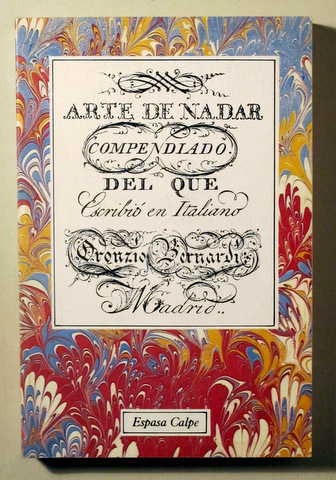 ARTE DE NADAR
COMPENDIADO.
DEL QUE
Escribió en Italiano
Oronzio Bernardi:
Madrid..
Espasa Calpe